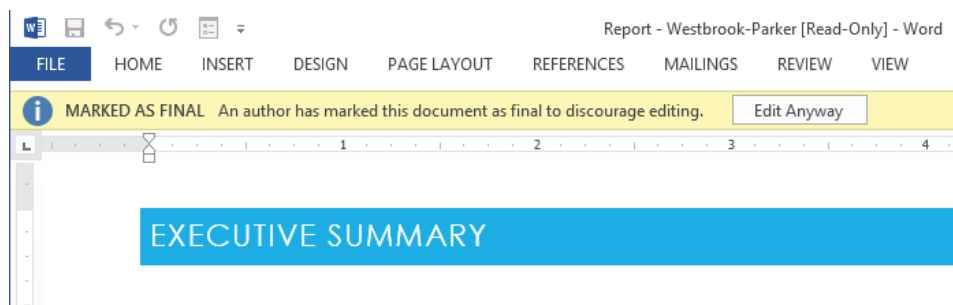 Report - Westbrook-Parker [Read-Only] - Word
FILE HOME INSERT DESIGN PAGE LAYOUT REFERENCES MAILINGS REVIEW VIEW
MARKED AS FINAL An author has marked this document as final to discourage editing. Edit Anyway
1 2 3 4
EXECUTIVE SUMMARY